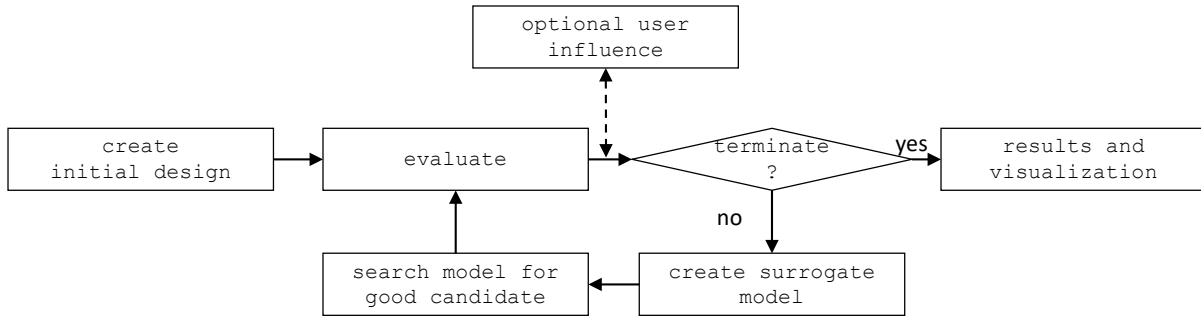 optional user
influence
create
initial design
evaluate
terminate
?
yes
results and
visualization
no
search model for
good candidate
create surrogate
model